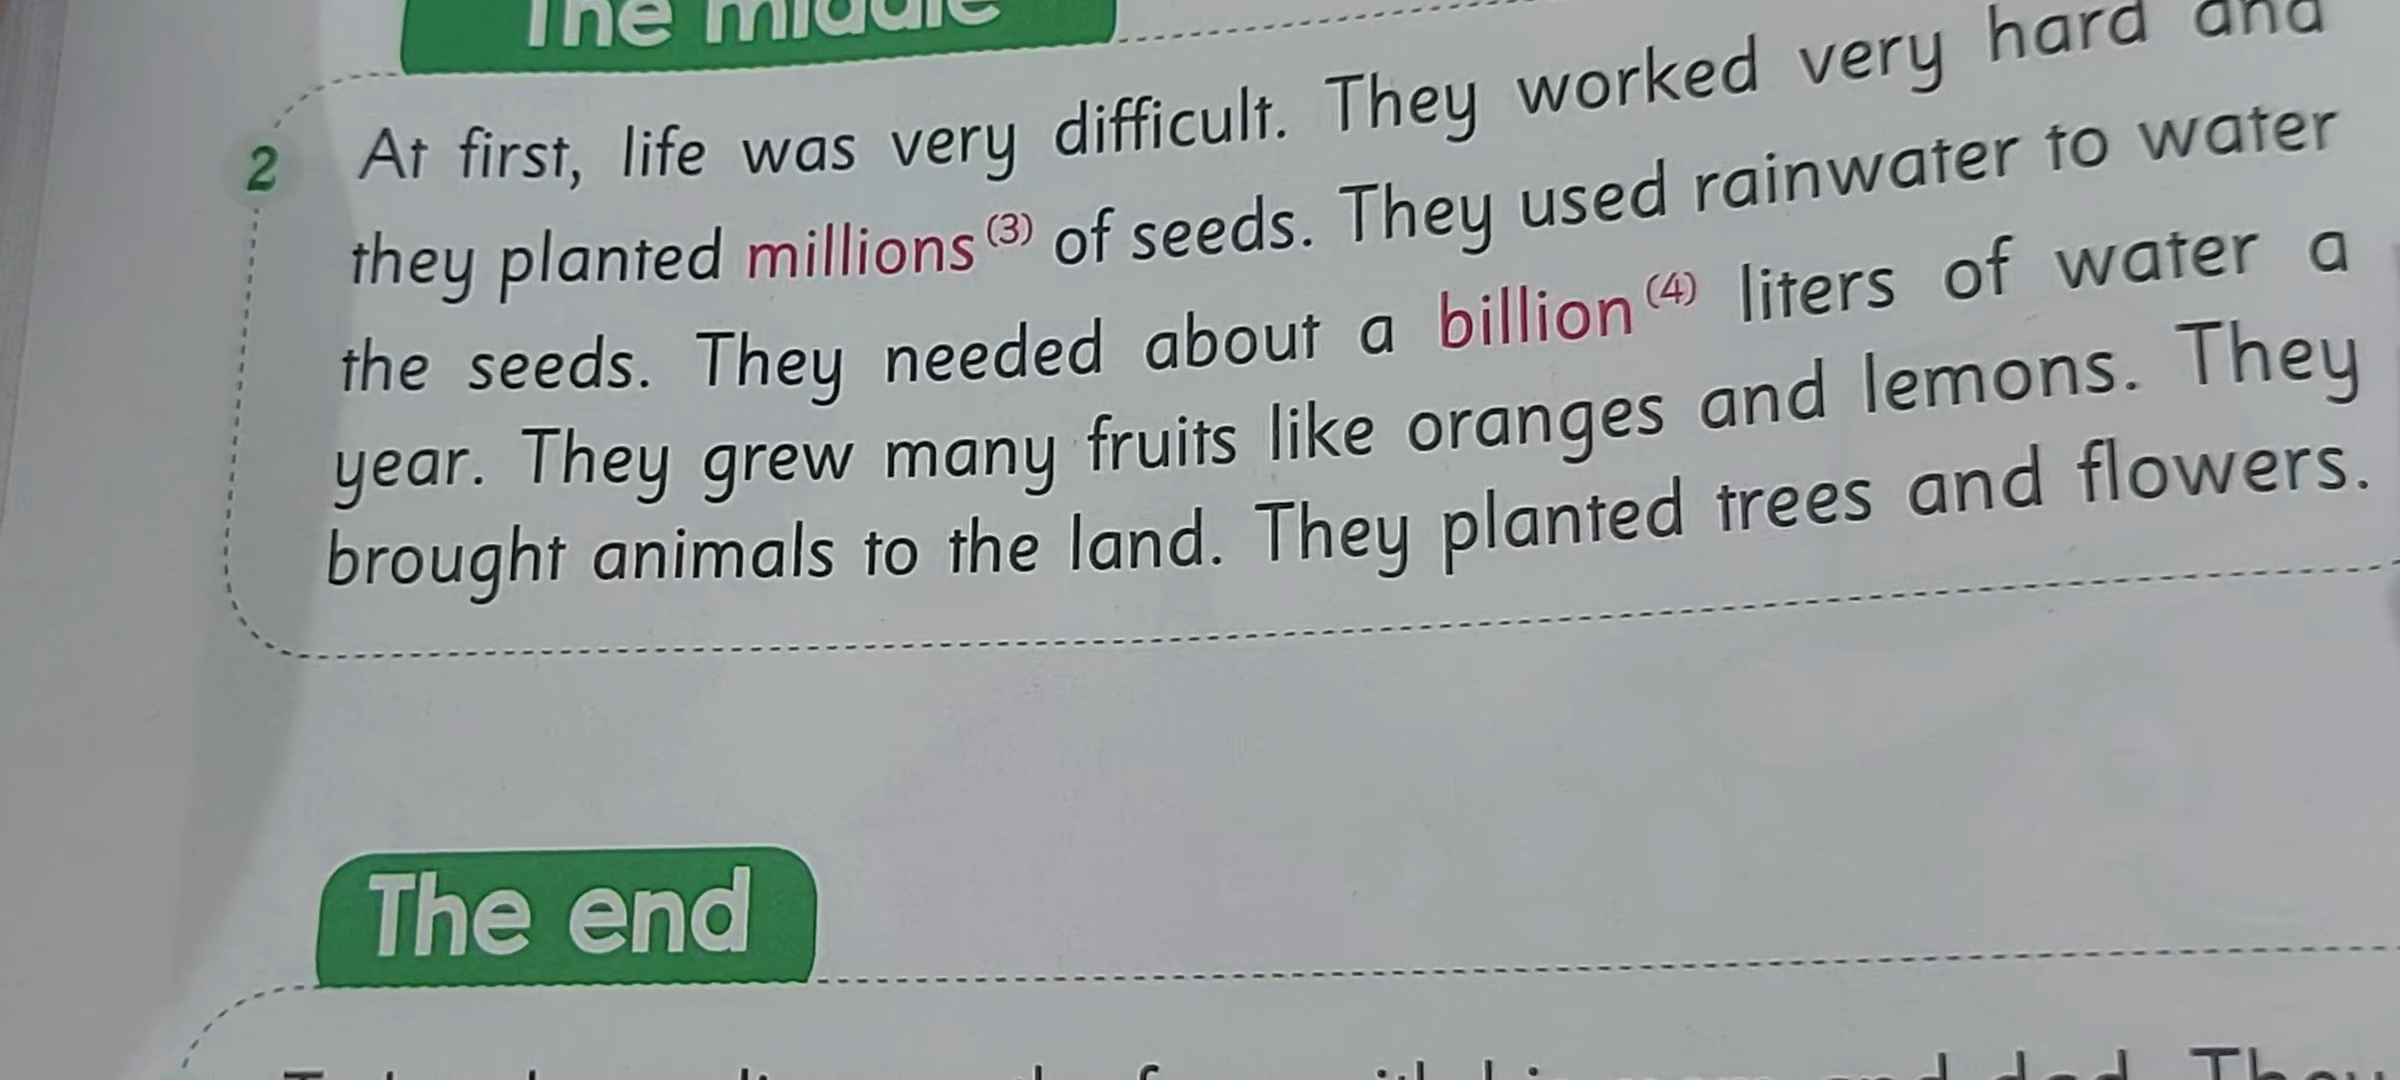 The middle
2 At first, life was very difficult. They worked very hard and
they planted millions (3) of seeds. They used rainwater to water
the seeds. They needed about a billion (4) liters of water a
year. They grew many fruits like oranges and lemons. They
brought animals to the land. They planted trees and flowers.
The end